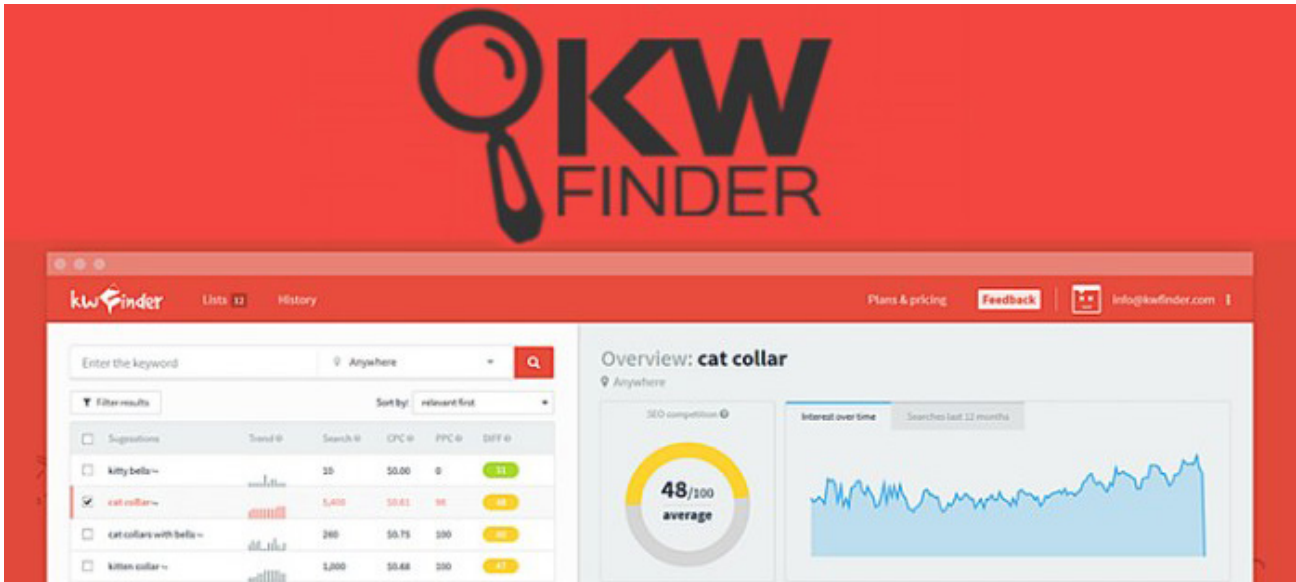 KW
FINDER
kwfinder Lists 12 History Plans & pricing Feedback info@kwfinder.com
Enter the keyword Anywhere
Filter results Sort by: relevant first
Overview: cat collar
Anywhere
SEO competition Interest over time Searches last 12 months
Sugesstions Trend Search CPC PPC DIFF
kitty bells 10 $0.00 0 11
cat collar 5,400 $0.61 98
cat collars with bells 260 $0.75 100
kitten collar 1,000 $0.68 100 47
48/100
average